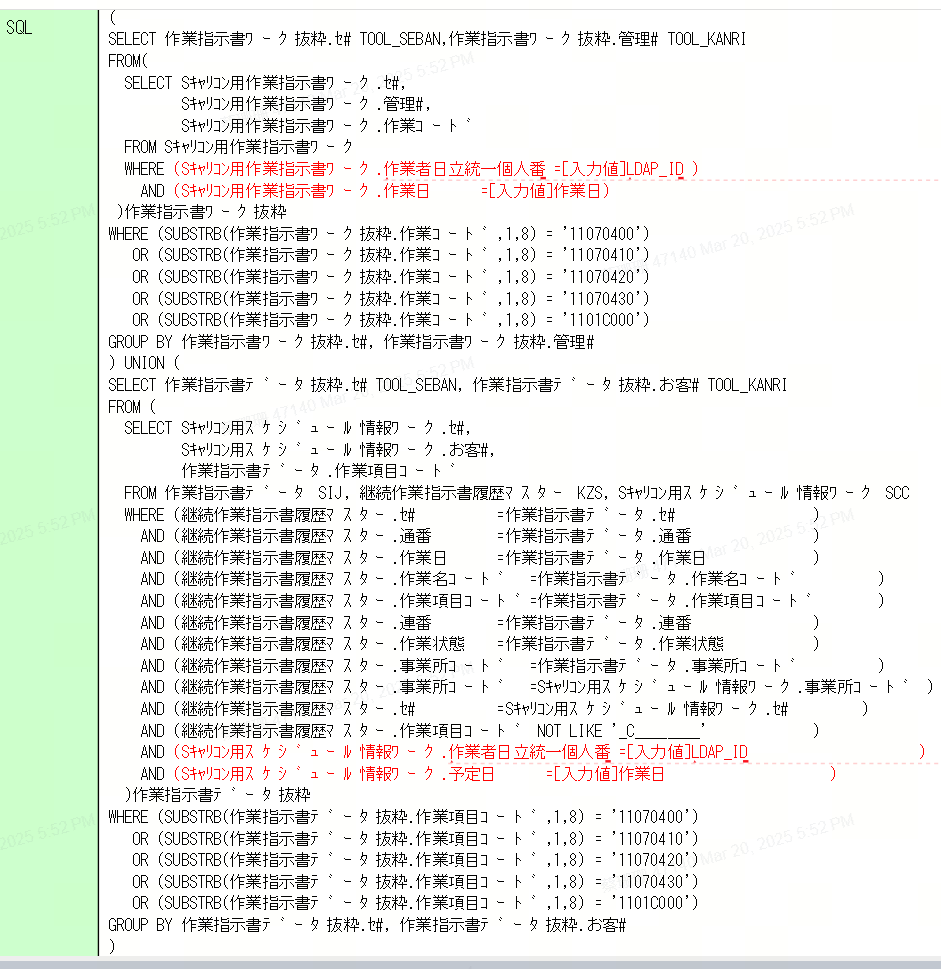 SQL
(
SELECT 作業指示書ﾜｰｸ抜粋.ｾ# TOOL_SEBAN,作業指示書ﾜｰｸ抜粋.管理# TOOL_KANRI
FROM(
SELECT Sｷｬﾘｺﾝ用作業指示書ﾜｰｸ.ｾ#,
Sｷｬﾘｺﾝ用作業指示書ﾜｰｸ.管理#,
Sｷｬﾘｺﾝ用作業指示書ﾜｰｸ.作業ｺｰﾄﾞ
FROM Sｷｬﾘｺﾝ用作業指示書ﾜｰｸ
WHERE (Sｷｬﾘｺﾝ用作業指示書ﾜｰｸ.作業者日立統一個人番 =[入力値]LDAP_ID )
AND (Sｷｬﾘｺﾝ用作業指示書ﾜｰｸ.作業日 =[入力値]作業日)
)作業指示書ﾜｰｸ抜粋
WHERE (SUBSTRB(作業指示書ﾜｰｸ抜粋.作業ｺｰﾄﾞ,1,8) = '11070400')
OR (SUBSTRB(作業指示書ﾜｰｸ抜粋.作業ｺｰﾄﾞ,1,8) = '11070410')
OR (SUBSTRB(作業指示書ﾜｰｸ抜粋.作業ｺｰﾄﾞ,1,8) = '11070420')
OR (SUBSTRB(作業指示書ﾜｰｸ抜粋.作業ｺｰﾄﾞ,1,8) = '11070430')
OR (SUBSTRB(作業指示書ﾜｰｸ抜粋.作業ｺｰﾄﾞ,1,8) = '1101C000')
GROUP BY 作業指示書ﾜｰｸ抜粋.ｾ#, 作業指示書ﾜｰｸ抜粋.管理#
) UNION (
SELECT 作業指示書ﾃﾞｰﾀ抜粋.ｾ# TOOL_SEBAN, 作業指示書ﾃﾞｰﾀ抜粋.お客# TOOL_KANRI
FROM (
SELECT Sｷｬﾘｺﾝ用ｽｹｼﾞｭｰﾙ情報ﾜｰｸ.ｾ#,
Sｷｬﾘｺﾝ用ｽｹｼﾞｭｰﾙ情報ﾜｰｸ.お客#,
作業指示書ﾃﾞｰﾀ.作業項目ｺｰﾄﾞ
FROM 作業指示書ﾃﾞｰﾀ SIJ, 継続作業指示書履歴ﾏｽﾀｰ KZS, Sｷｬﾘｺﾝ用ｽｹｼﾞｭｰﾙ情報ﾜｰｸ SCC
WHERE (継続作業指示書履歴ﾏｽﾀｰ.ｾ# =作業指示書ﾃﾞｰﾀ.ｾ# )
AND (継続作業指示書履歴ﾏｽﾀｰ.通番 =作業指示書ﾃﾞｰﾀ.通番 )
AND (継続作業指示書履歴ﾏｽﾀｰ.作業日 =作業指示書ﾃﾞｰﾀ.作業日 )
AND (継続作業指示書履歴ﾏｽﾀｰ.作業名ｺｰﾄﾞ =作業指示書ﾃﾞｰﾀ.作業名ｺｰﾄﾞ )
AND (継続作業指示書履歴ﾏｽﾀｰ.作業項目ｺｰﾄﾞ=作業指示書ﾃﾞｰﾀ.作業項目ｺｰﾄﾞ )
AND (継続作業指示書履歴ﾏｽﾀｰ.連番 =作業指示書ﾃﾞｰﾀ.連番 )
AND (継続作業指示書履歴ﾏｽﾀｰ.作業状態 =作業指示書ﾃﾞｰﾀ.作業状態 )
AND (継続作業指示書履歴ﾏｽﾀｰ.事業所ｺｰﾄﾞ =作業指示書ﾃﾞｰﾀ.事業所ｺｰﾄﾞ )
AND (継続作業指示書履歴ﾏｽﾀｰ.事業所ｺｰﾄﾞ =Sｷｬﾘｺﾝ用ｽｹｼﾞｭｰﾙ情報ﾜｰｸ.事業所ｺｰﾄﾞ )
AND (継続作業指示書履歴ﾏｽﾀｰ.ｾ# =Sｷｬﾘｺﾝ用ｽｹｼﾞｭｰﾙ情報ﾜｰｸ.ｾ# )
AND (継続作業指示書履歴ﾏｽﾀｰ.作業項目ｺｰﾄﾞ NOT LIKE '_C________' )
AND (Sｷｬﾘｺﾝ用ｽｹｼﾞｭｰﾙ情報ﾜｰｸ.作業者日立統一個人番 =[入力値]LDAP_ID )
AND (Sｷｬﾘｺﾝ用ｽｹｼﾞｭｰﾙ情報ﾜｰｸ.予定日 =[入力値]作業日 )
)作業指示書ﾃﾞｰﾀ抜粋
WHERE (SUBSTRB(作業指示書ﾃﾞｰﾀ抜粋.作業項目ｺｰﾄﾞ,1,8) = '11070400')
OR (SUBSTRB(作業指示書ﾃﾞｰﾀ抜粋.作業項目ｺｰﾄﾞ,1,8) = '11070410')
OR (SUBSTRB(作業指示書ﾃﾞｰﾀ抜粋.作業項目ｺｰﾄﾞ,1,8) = '11070420')
OR (SUBSTRB(作業指示書ﾃﾞｰﾀ抜粋.作業項目ｺｰﾄﾞ,1,8) = '11070430')
OR (SUBSTRB(作業指示書ﾃﾞｰﾀ抜粋.作業項目ｺｰﾄﾞ,1,8) = '1101C000')
GROUP BY 作業指示書ﾃﾞｰﾀ抜粋.ｾ#, 作業指示書ﾃﾞｰﾀ抜粋.お客#
)